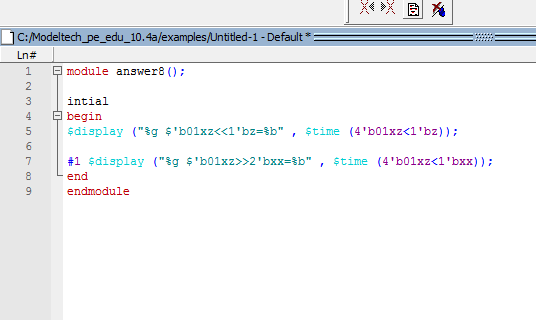 C:/Modeltech_pe_edu_10.4a/examples/Untitled-1 - Default *
Ln#
1 module answer8();
2
3 intial
4 begin
5 $display ("%g $'b01xz<<1'bz=%b" , $time (4'b01xz<1'bz));
6
7 #1 $display ("%g $'b01xz>>2'bxx=%b" , $time (4'b01xz<1'bxx));
8 end
9 endmodule